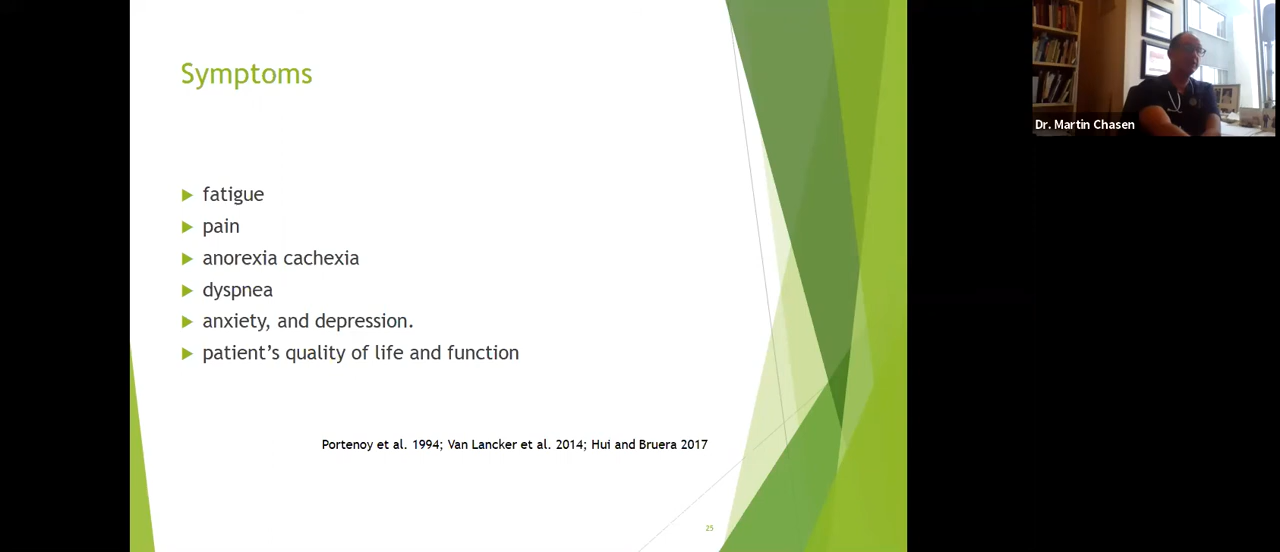 Symptoms
fatigue
pain
anorexia cachexia
dyspnea
anxiety, and depression.
patient’s quality of life and function
Portenoy et al. 1994; Van Lancker et al. 2014; Hui and Bruera 2017
25
Dr. Martin Chasen